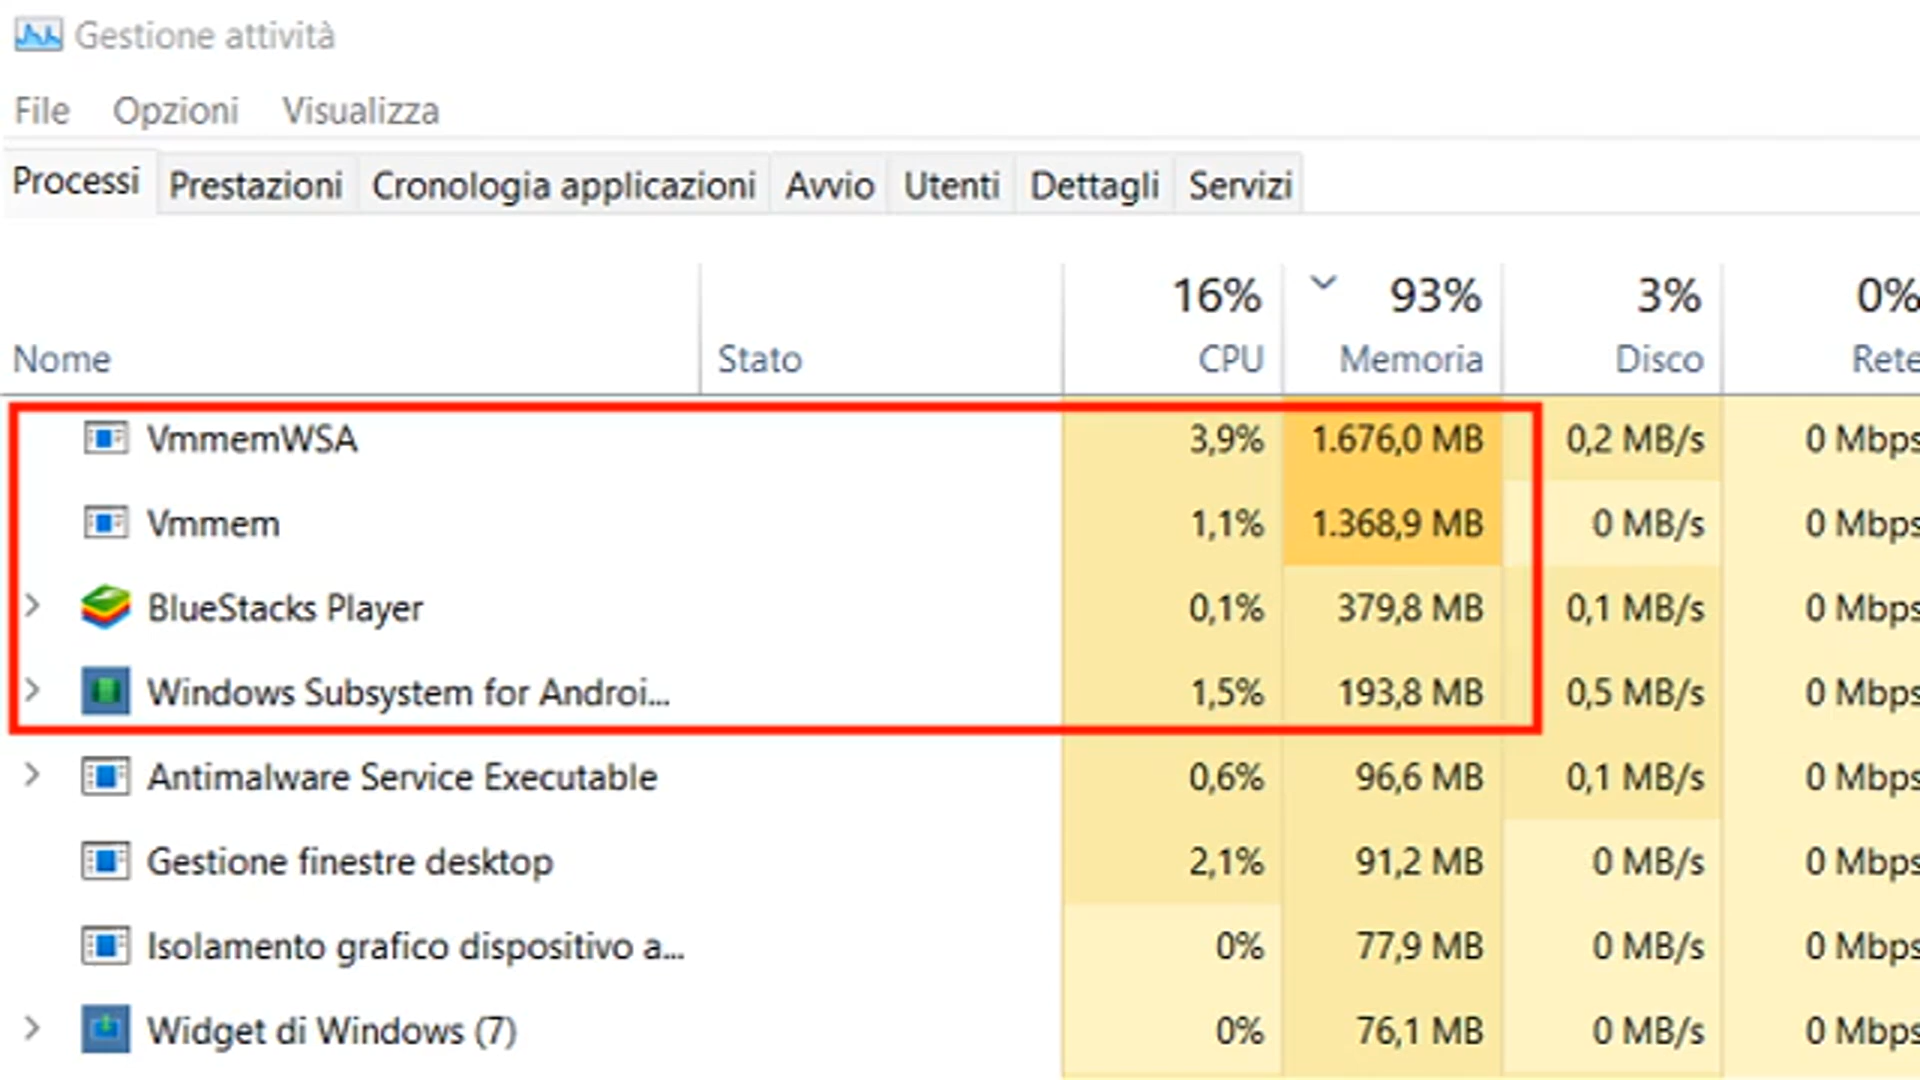 Gestione attività
File Opzioni Visualizza
Processi Prestazioni Cronologia applicazioni Avvio Utenti Dettagli Servizi
16% 93% 3% 0%
Nome Stato CPU Memoria Disco Rete
VmmemWSA 3,9% 1.676,0 MB 0,2 MB/s 0 Mbps
Vmmem 1,1% 1.368,9 MB 0 MB/s 0 Mbps
BlueStacks Player 0,1% 379,8 MB 0,1 MB/s 0 Mbps
Windows Subsystem for Androi... 1,5% 193,8 MB 0,5 MB/s 0 Mbps
Antimalware Service Executable 0,6% 96,6 MB 0,1 MB/s 0 Mbps
Gestione finestre desktop 2,1% 91,2 MB 0 MB/s 0 Mbps
Isolamento grafico dispositivo a... 0% 77,9 MB 0 MB/s 0 Mbps
Widget di Windows (7) 0% 76,1 MB 0 MB/s 0 Mbps